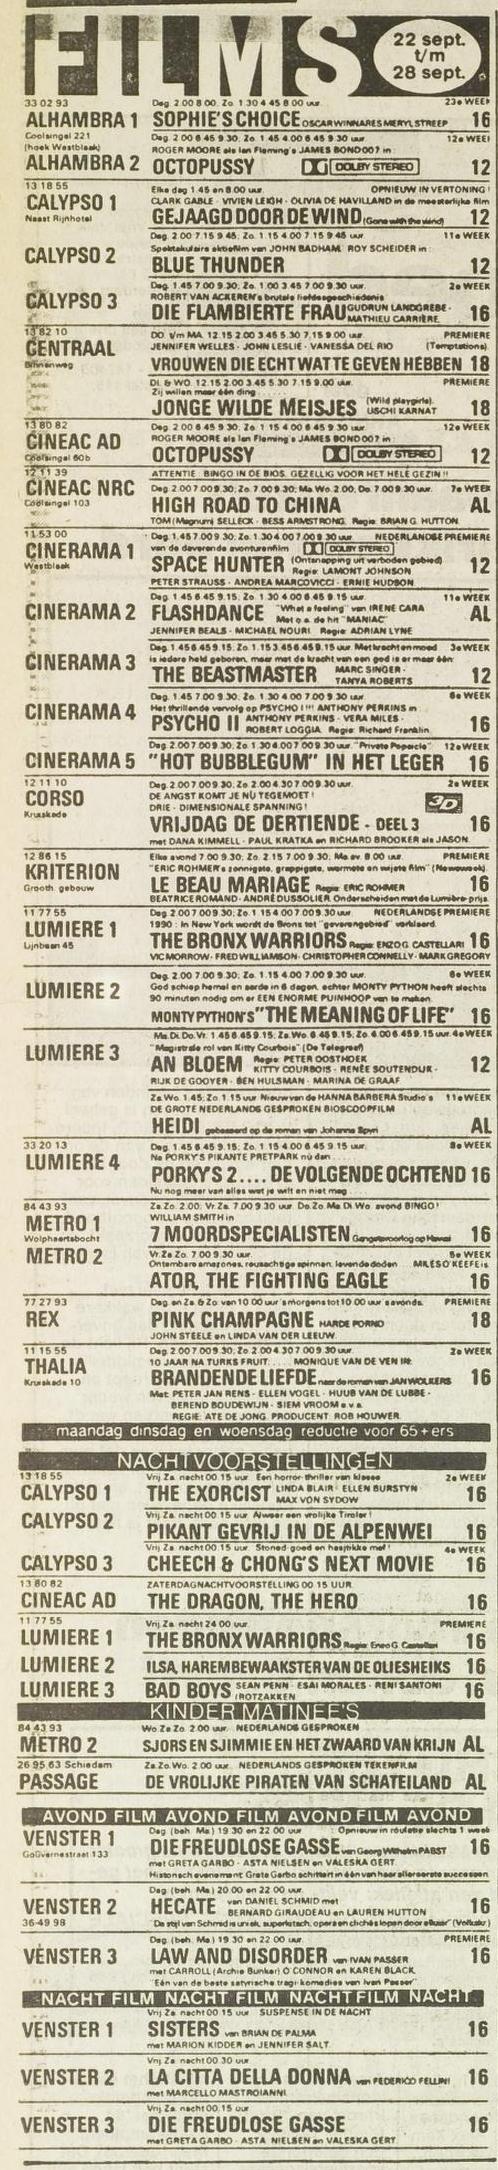 FILMS
22 sept.
t/m
28 sept.
33 02 93 Dag. 2.00 8.00. Zo. 1.30 4.45 8.00 uur. 23e WEEK
ALHAMBRA 1 SOPHIE'S CHOICE OSCARWINNARES MERYL STREEP 16
Coolsingel 221 Dag. 2.00 6.45 9.30. Zo. 1.45 4.00 6.45 9.30 uur. 12e WEEK
(hoek Westblaak) ROGER MOORE als Ian Fleming's JAMES BOND 007 in:
ALHAMBRA 2 OCTOPUSSY DOLBY STEREO 12
13 18 55 Elke dag 1.45 en 8.00 uur. OPNIEUW IN VERTONING!
CALYPSO 1 CLARK GABLE - VIVIEN LEIGH - OLIVIA DE HAVILLAND in de meesterlijke film
Naast Rijnhotel GEJAAGD DOOR DE WIND (Gone with the wind) 12
Dag. 2.00 7.15 9.45; Zo. 1.45 4.00 7.15 9.45 uur. 11e WEEK
CALYPSO 2 Spektakulaire aktiefilm van JOHN BADHAM. ROY SCHEIDER in:
BLUE THUNDER 12
Dag. 1.45 7.00 9.30; Zo. 1.00 3.45 7.00 9.30 uur. 2e WEEK
ROBERT VAN ACKEREN's brutale liefdesgeschiedenis
CALYPSO 3 DIE FLAMBIERTE FRAU GUDRUN LANDGREBE - MATHIEU CARRIÈRE. 16
13 82 10 DO. t/m MA. 12.15 2.00 3.45 5.30 7.15 9.00 uur. PREMIERE
CENTRAAL JENNIFER WELLES - JOHN LESLIE - VANESSA DEL RIO (Temptations).
Binnenweg VROUWEN DIE ECHT WAT TE GEVEN HEBBEN 18
DI. & WO. 12.15 2.00 3.45 5.30 7.15 9.00 uur. PREMIERE
Zij willen maar één ding.....
JONGE WILDE MEISJES (Wild playgirls). USCHI KARNAT 18
13 80 82 Dag. 2.00 6.45 9.30; Zo. 1.45 4.00 6.45 9.30 uur. 12e WEEK
CINEAC AD ROGER MOORE als Ian Fleming's JAMES BOND 007 in:
Coolsingel 60b OCTOPUSSY DOLBY STEREO 12
12 11 39 ATTENTIE: BINGO IN DE BIOS. GEZELLIG VOOR HET HELE GEZIN!!
CINEAC NRC Dag. 2.00 7.00 9.30; Zo. 7.00 9.30; Ma.Wo. 2.00; Do. 7.00 9.30 uur. 7e WEEK
Coolsingel 103 HIGH ROAD TO CHINA AL
TOM (Magnum) SELLECK - BESS ARMSTRONG. Regie: BRIAN G. HUTTON.
11.53 00 Dag. 1.45 7.00 9.30; Zo. 1.30 4.00 7.00 9.30 uur. NEDERLANDSE PREMIERE
CINERAMA 1 van de daverende avonturenfilm DOLBY STEREO
Westblaak SPACE HUNTER (Ontsnapping uit verboden gebied) Regie: LAMONT JOHNSON 12
PETER STRAUSS - ANDREA MARCOVICCI - ERNIE HUDSON.
Dag. 1.45 6.45 9.15; Zo. 1.30 4.00 6.45 9.15 uur. 11e WEEK
CINERAMA 2 FLASHDANCE "What a feeling" van IRENE CARA Met o.a. de hit "MANIAC" AL
JENNIFER BEALS - MICHAEL NOURI. Regie: ADRIAN LYNE
Dag. 1.45 6.45 9.15; Zo. 1.15 3.45 6.45 9.15 uur. Met kracht en moed 3e WEEK
CINERAMA 3 is iedere held geboren, maar met de kracht van een god is er maar één:
THE BEASTMASTER MARC SINGER - TANYA ROBERTS 12
Dag. 1.45 7.00 9.30; Zo. 1.30 4.00 7.00 9.30 uur. 6e WEEK
Het thrillende vervolg op PSYCHO I !!! ANTHONY PERKINS in:
CINERAMA 4 PSYCHO II ANTHONY PERKINS - VERA MILES - ROBERT LOGGIA. Regie: Richard Franklin. 16
Dag. 2.00 7.00 9.30; Zo. 1.30 4.00 7.00 9.30 uur. "Private Popsicle" 12e WEEK
CINERAMA 5 "HOT BUBBLEGUM" IN HET LEGER 16
12 11 10 Dag. 2.00 7.00 9.30; Zo. 2.00 4.30 7.00 9.30 uur. 2e WEEK
CORSO DE ANGST KOMT JE NÚ TEGEMOET!
Kruiskade DRIE - DIMENSIONALE SPANNING! 3D
VRIJDAG DE DERTIENDE - DEEL 3 16
met DANA KIMMELL - PAUL KRATKA en RICHARD BROOKER als JASON.
12 86 15 Elke avond 7.00 9.30; Zo. 2.15 7.00 9.30; Ma. av. 8.00 uur. PREMIERE
KRITERION "ERIC ROHMER's zonnigste, grappigste, warmste en wijste film" (Newsweek).
Grooth. gebouw LE BEAU MARIAGE Regie: ERIC ROHMER 16
BEATRICE ROMAND - ANDRÉ DUSSOLIER. Onderscheiden met de Lumière-prijs.
11 77 55 Dag. 2.00 7.00 9.30; Zo. 1.15 4.00 7.00 9.30 uur. NEDERLANDSE PREMIERE
LUMIERE 1 1990: In New York wordt de Bronx tot "gevarengebied" verklaard.
Lijnbaan 45 THE BRONX WARRIORS Regie: ENZO G. CASTELLARI 16
VIC MORROW - FRED WILLIAMSON - CHRISTOPHER CONNELLY - MARK GREGORY
Dag. 2.00 7.00 9.30; Zo. 1.15 4.00 7.00 9.30 uur. 6e WEEK
LUMIERE 2 God schiep hemel en aarde in 6 dagen, echter MONTY PYTHON heeft slechts
90 minuten nodig om er EEN ENORME PUINHOOP van te maken.
MONTY PYTHON'S "THE MEANING OF LIFE" 16
Ma.Di.Do.Vr. 1.45 6.45 9.15; Za.Wo. 6.45 9.15; Zo. 4.00 6.45 9.15 uur. 4e WEEK
LUMIERE 3 "Magistrale rol van Kitty Courbois" (De Telegraaf)
AN BLOEM Regie: PETER OOSTHOEK KITTY COURBOIS - RENÉE SOUTENDIJK - 12
RIJK DE GOOYER - BEN HULSMAN - MARINA DE GRAAF
Za.Wo. 1.45; Zo. 1.15 uur Nieuw van de HANNA BARBERA Studio's 11e WEEK
DE GROTE NEDERLANDS GESPROKEN BIOSCOOPFILM
HEIDI gebaseerd op de roman van Johanna Spyri AL
33 20 13 Dag. 1.45 6.45 9.15; Zo. 1.15 4.00 6.45 9.15 uur. 8e WEEK
LUMIERE 4 Na PORKY'S PIKANTE PRETPARK nú dan.....
PORKY'S 2 .... DE VOLGENDE OCHTEND 16
Nu nog meer van alles wat je wilt en niet mag .....
84 43 93 Za.Zo. 2.00; Vr.Za. 7.00 9.30 uur. Do.Zo.Ma.Di.Wo. avond BINGO!
METRO 1 WILLIAM SMITH in
Wolphaertsbocht 7 MOORDSPECIALISTEN Gangsteroorlog op Hawai 16
METRO 2 Vr.Za.Zo. 7.00 9.30 uur. 5e WEEK
Ontembare amazones, reusachtige spinnen, levende doden.... MILES O'KEEFE is
ATOR, THE FIGHTING EAGLE 16
77 27 93 Dag. en Za. & Zo. van 10.00 uur 's morgens tot 10.00 uur 's avonds. PREMIERE
REX PINK CHAMPAGNE HARDE PORNO 18
JOHN STEELE en LINDA VAN DER LEEUW.
11 15 55 Dag. 2.00 7.00 9.30; Zo. 2.00 4.30 7.00 9.30 uur. 2e WEEK
THALIA 10 JAAR NA TURKS FRUIT..... MONIQUE VAN DE VEN IN:
Kruiskade 10 BRANDENDE LIEFDE naar de roman van JAN WOLKERS 16
Met: PETER JAN RENS - ELLEN VOGEL - HUUB VAN DE LUBBE -
BEREND BOUDEWIJN - SIEM VROOM e.v.a.
REGIE: ATE DE JONG. PRODUCENT: ROB HOUWER.
maandag dinsdag en woensdag reductie voor 65+ers
NACHTVOORSTELLINGEN
13 18 55 Vrij. Za. nacht 00.15 uur. Een horror-thriller van klasse 2e WEEK
CALYPSO 1 THE EXORCIST LINDA BLAIR - ELLEN BURSTYN - MAX VON SYDOW 16
CALYPSO 2 Vrij. Za. nacht 00.15 uur. Alweer een vrolijke Tiroler!
PIKANT GEVRIJ IN DE ALPENWEI 16
Vrij. Za. nacht 00.15 uur. Stoned-goed en hasjtikke mef! 4e WEEK
CALYPSO 3 CHEECH & CHONG'S NEXT MOVIE 16
13 80 82 ZATERDAGNACHTVOORSTELLING 00.15 UUR.
CINEAC AD THE DRAGON, THE HERO 16
11 77 55 Vrij. Za. nacht 24.00 uur. PREMIERE
LUMIERE 1 THE BRONX WARRIORS Regie: Enzo G. Castellari 16
LUMIERE 2 ILSA, HAREMBEWAAKSTER VAN DE OLIESHEIKS 16
LUMIERE 3 BAD BOYS SEAN PENN - ESAI MORALES - RENI SANTONI (ROTZAKKEN 16
KINDER MATINEE'S
84 43 93 Wo.Za.Zo. 2.00 uur. NEDERLANDS GESPROKEN
METRO 2 SJORS EN SJIMMIE EN HET ZWAARD VAN KRIJN AL
26 95 63 Schiedam Za.Zo.Wo. 2.00 uur. NEDERLANDS GESPROKEN TEKENFILM
PASSAGE DE VROLIJKE PIRATEN VAN SCHATEILAND AL
AVOND FILM AVOND FILM AVOND FILM AVOND
VENSTER 1 Dag. (beh. Ma.) 19.30 en 22.00 uur. Opnieuw in roulatie slechts 1 week
Gouvernestraat 133 DIE FREUDLOSE GASSE van Georg Wilhelm PABST 16
met GRETA GARBO - ASTA NIELSEN en VALESKA GERT.
Historisch evenement: Greta Garbo schittert in één van haar allereerste successen
Dag. (beh. Ma.) 20.00 en 22.00 uur.
VENSTER 2 HECATE van DANIEL SCHMID met BERNARD GIRAUDEAU en LAUREN HUTTON 16
36-49 98 "De stijl van Schmid is uniek, superkitsch, opera en clichés lopen door elkaar" (Volkskr.)
Dag. (beh. Ma.) 19.30 en 22.00 uur. PREMIERE
VENSTER 3 LAW AND DISORDER van IVAN PASSER 16
met CARROLL (Archie Bunker) O'CONNOR en KAREN BLACK.
"Eén van de beste satyrische tragi-komedies van Ivan Passer"
NACHT FILM NACHT FILM NACHT FILM NACHT
Vrij. Za. nacht 00.15 uur. SUSPENSE IN DE NACHT
VENSTER 1 SISTERS van BRIAN DE PALMA 16
met MARION KIDDER en JENNIFER SALT.
Vrij. Za. nacht 00.30 uur
VENSTER 2 LA CITTA DELLA DONNA van FEDERICO FELLINI 16
met MARCELLO MASTROIANNI.
Vrij. Za. nacht 00.15 uur
VENSTER 3 DIE FREUDLOSE GASSE 16
met GRETA GARBO - ASTA NIELSEN en VALESKA GERT.